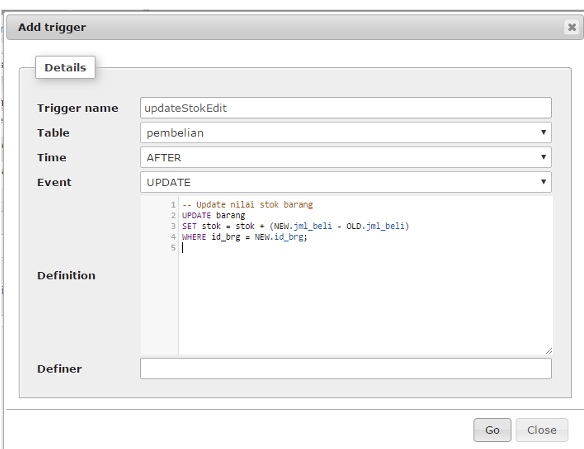 Add trigger
Details
Trigger name updateStokEdit
Table pembelian
Time AFTER
Event UPDATE
Definition
1 -- Update nilai stok barang
2 UPDATE barang
3 SET stok = stok + (NEW.jml_beli - OLD.jml_beli)
4 WHERE id_brg = NEW.id_brg;
5
Definer
Go Close